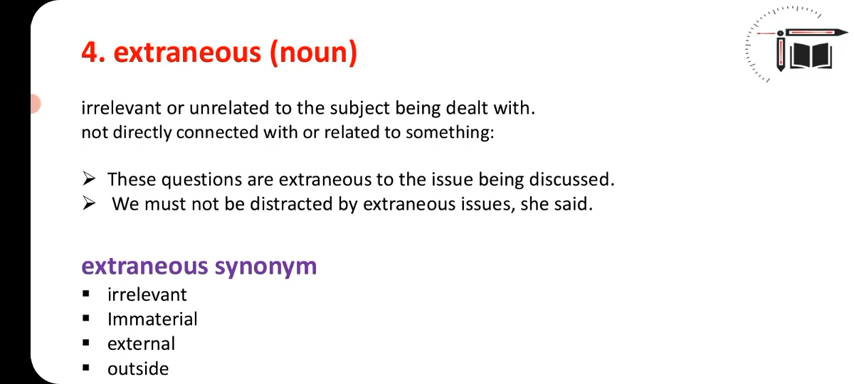 4. extraneous (noun)
irrelevant or unrelated to the subject being dealt with.
not directly connected with or related to something:
➢ These questions are extraneous to the issue being discussed.
➢ We must not be distracted by extraneous issues, she said.
extraneous synonym
▪ irrelevant
▪ Immaterial
▪ external
▪ outside